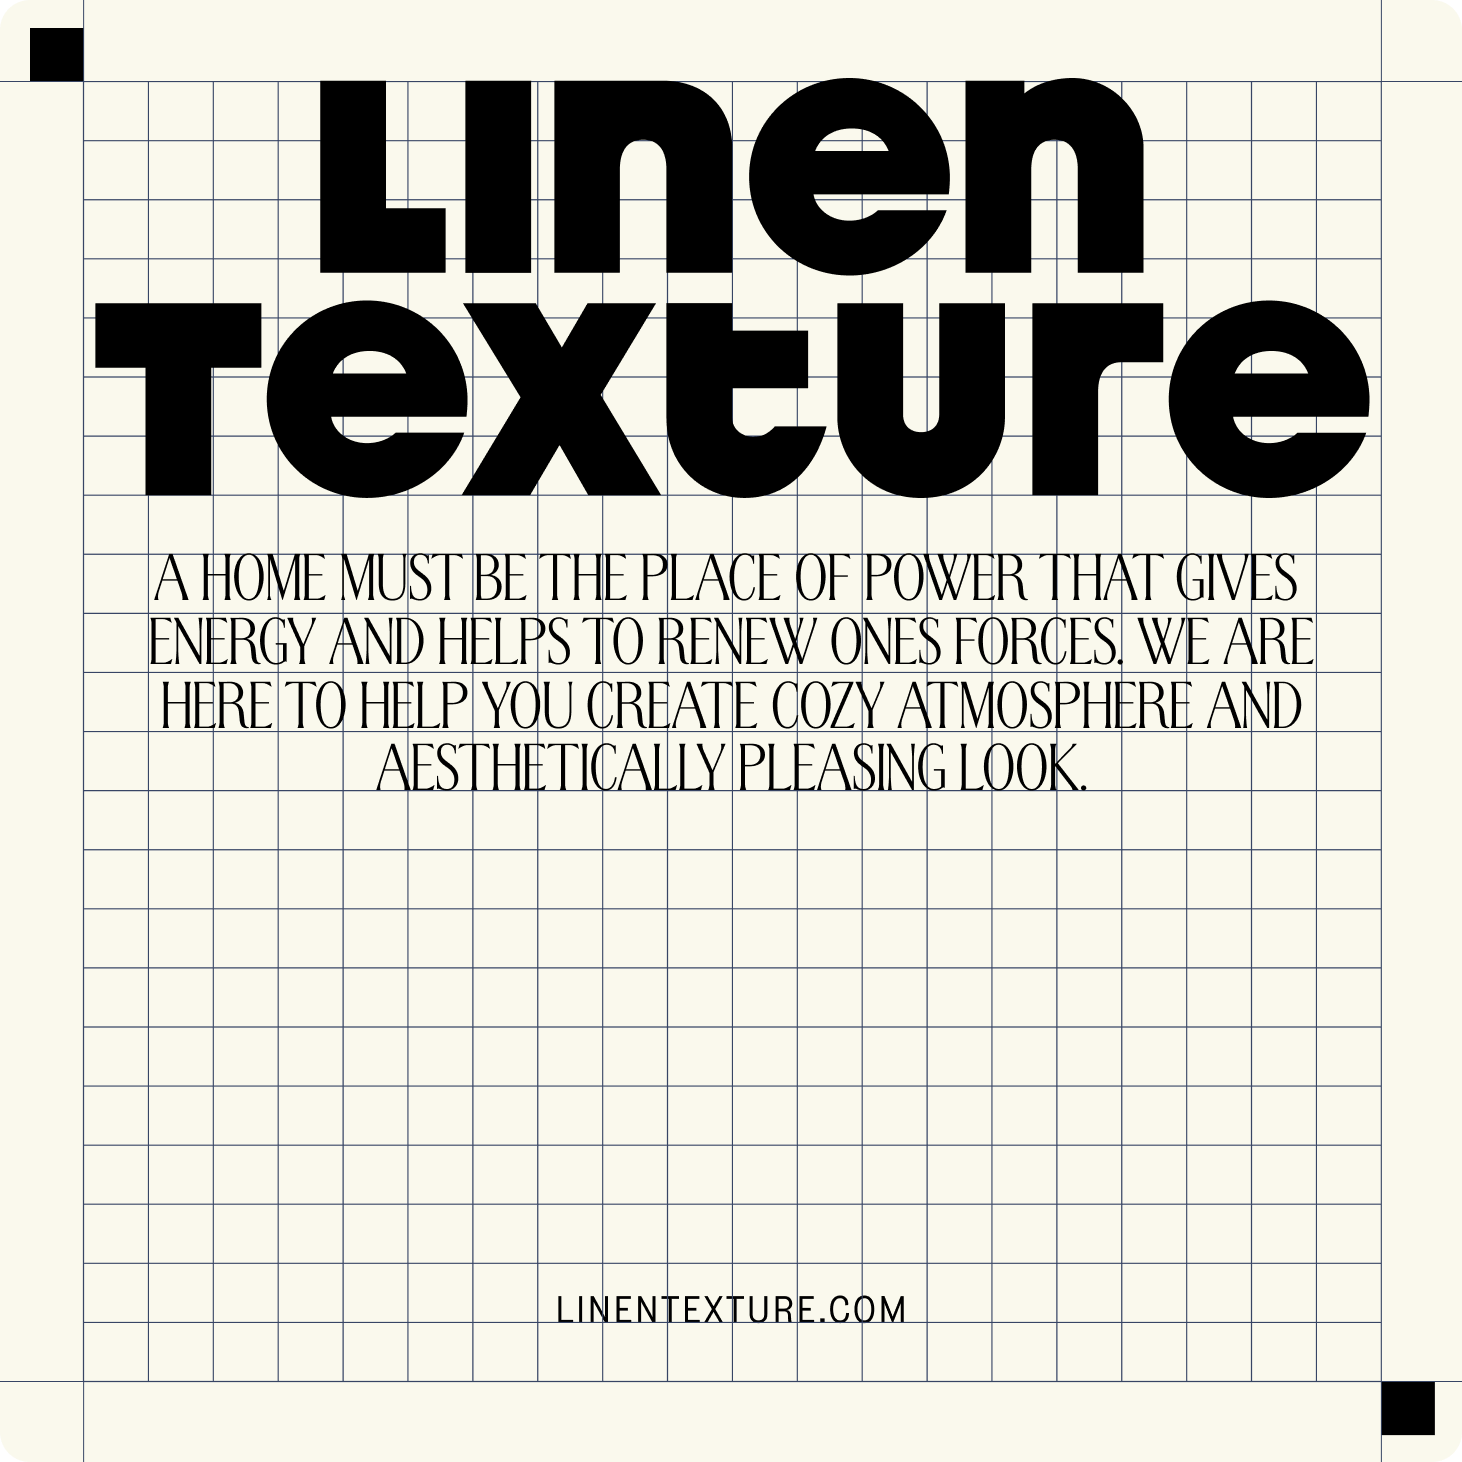 Linen
Texture
A HOME MUST BE THE PLACE OF POWER THAT GIVES
ENERGY AND HELPS TO RENEW ONES FORCES. WE ARE
HERE TO HELP YOU CREATE COZY ATMOSPHERE AND
AESTHETICALLY PLEASING LOOK.
LINENTEXTURE.COM